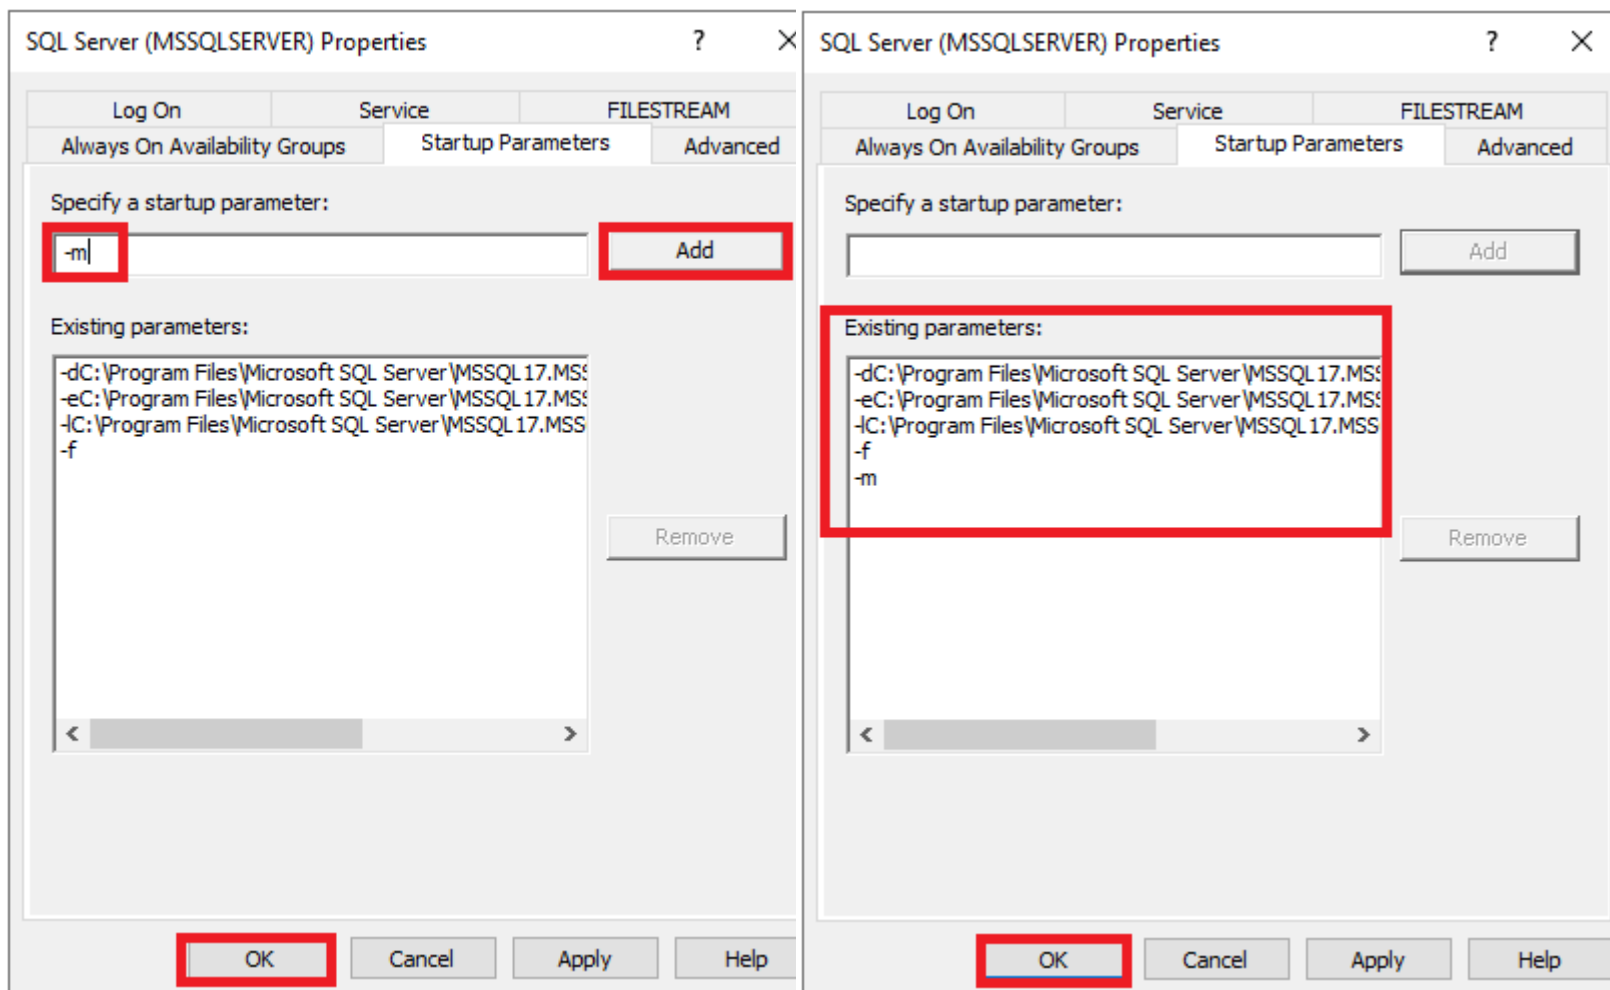 SQL Server (MSSQLSERVER) Properties ? X
Log On Service FILESTREAM
Always On Availability Groups Startup Parameters Advanced
Specify a startup parameter:
-m Add
Existing parameters:
-dC:\Program Files\Microsoft SQL Server\MSSQL17.MSS
-eC:\Program Files\Microsoft SQL Server\MSSQL17.MSS
-lC:\Program Files\Microsoft SQL Server\MSSQL17.MSS
-f
Remove
OK Cancel Apply Help
SQL Server (MSSQLSERVER) Properties ? X
Log On Service FILESTREAM
Always On Availability Groups Startup Parameters Advanced
Specify a startup parameter:
Add
Existing parameters:
-dC:\Program Files\Microsoft SQL Server\MSSQL17.MSS
-eC:\Program Files\Microsoft SQL Server\MSSQL17.MSS
-lC:\Program Files\Microsoft SQL Server\MSSQL17.MSS
-f
-m
Remove
OK Cancel Apply Help